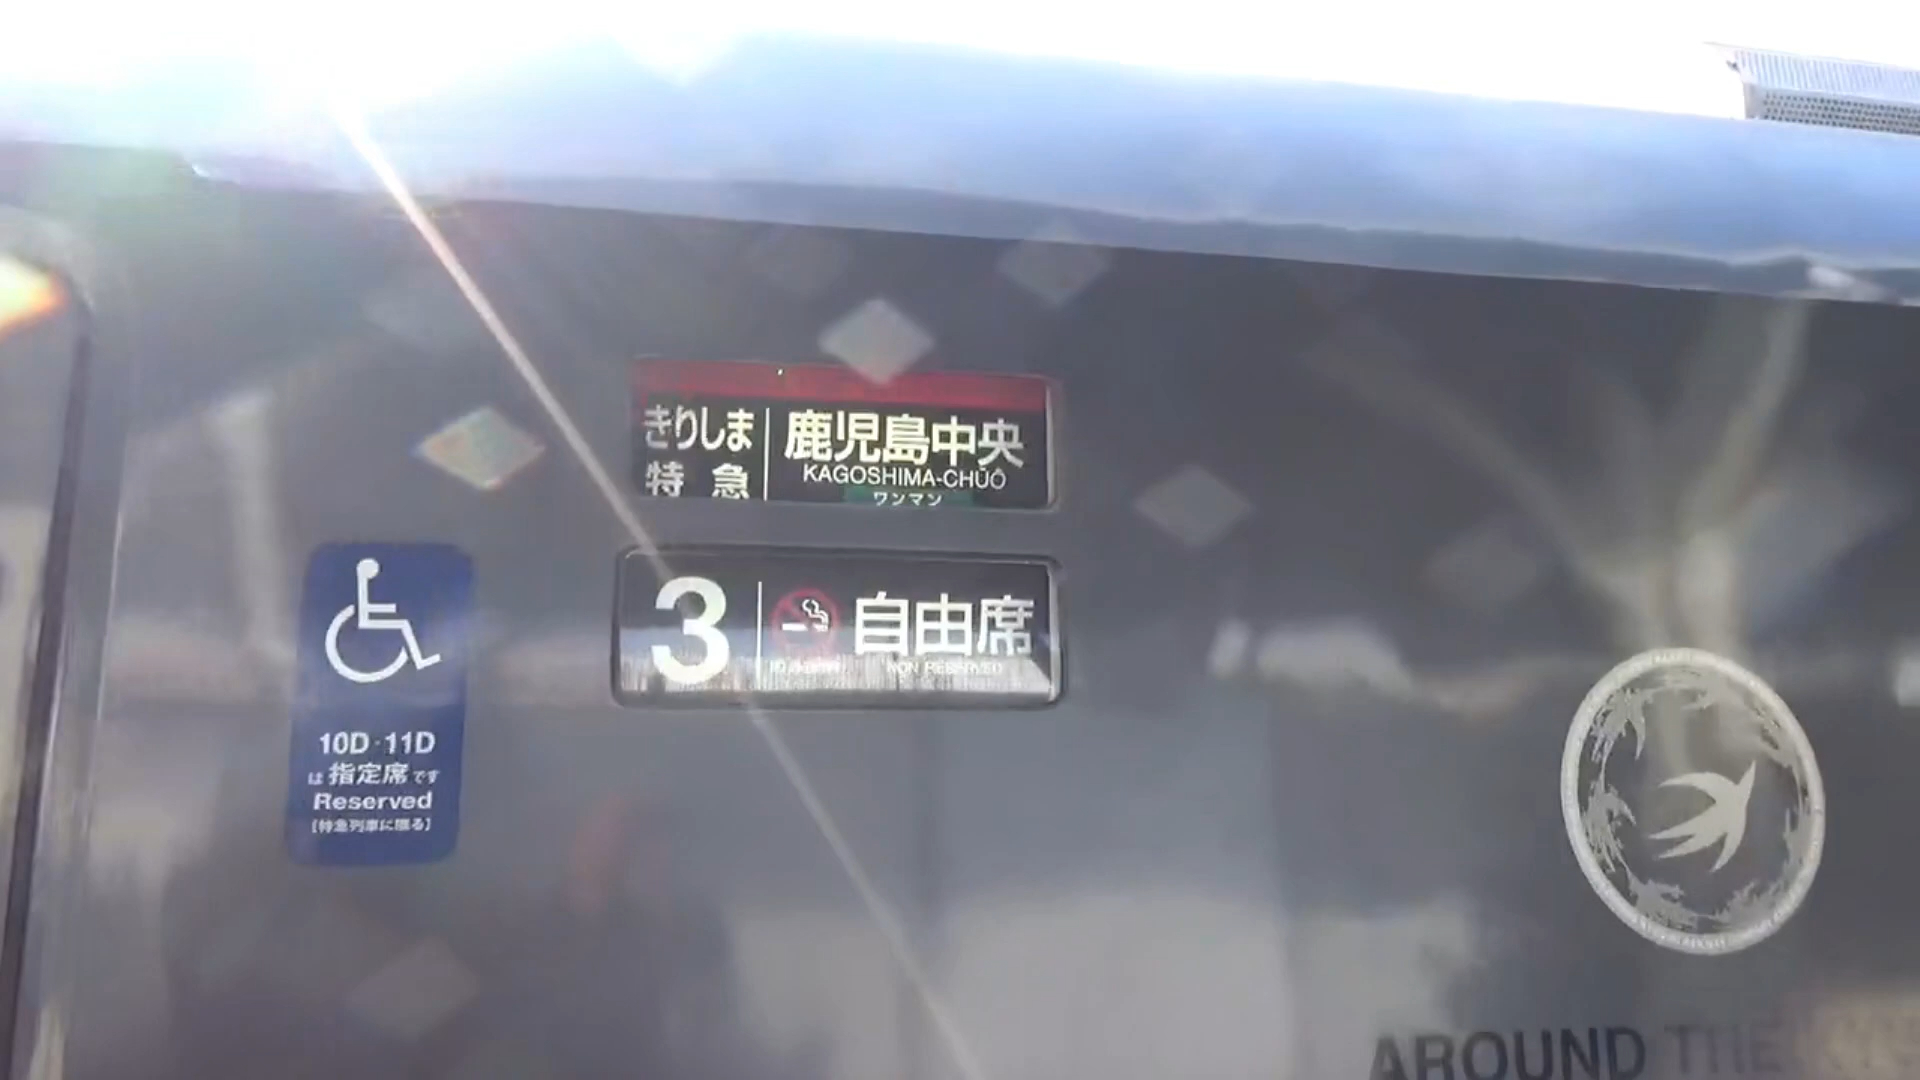 きりしま
特急
鹿児島中央
KAGOSHIMA-CHŪŌ
ワンマン
3
自由席
NON RESERVED
10D・11D
は指定席です
Reserved
[特急列車に限る]
AROUND THE